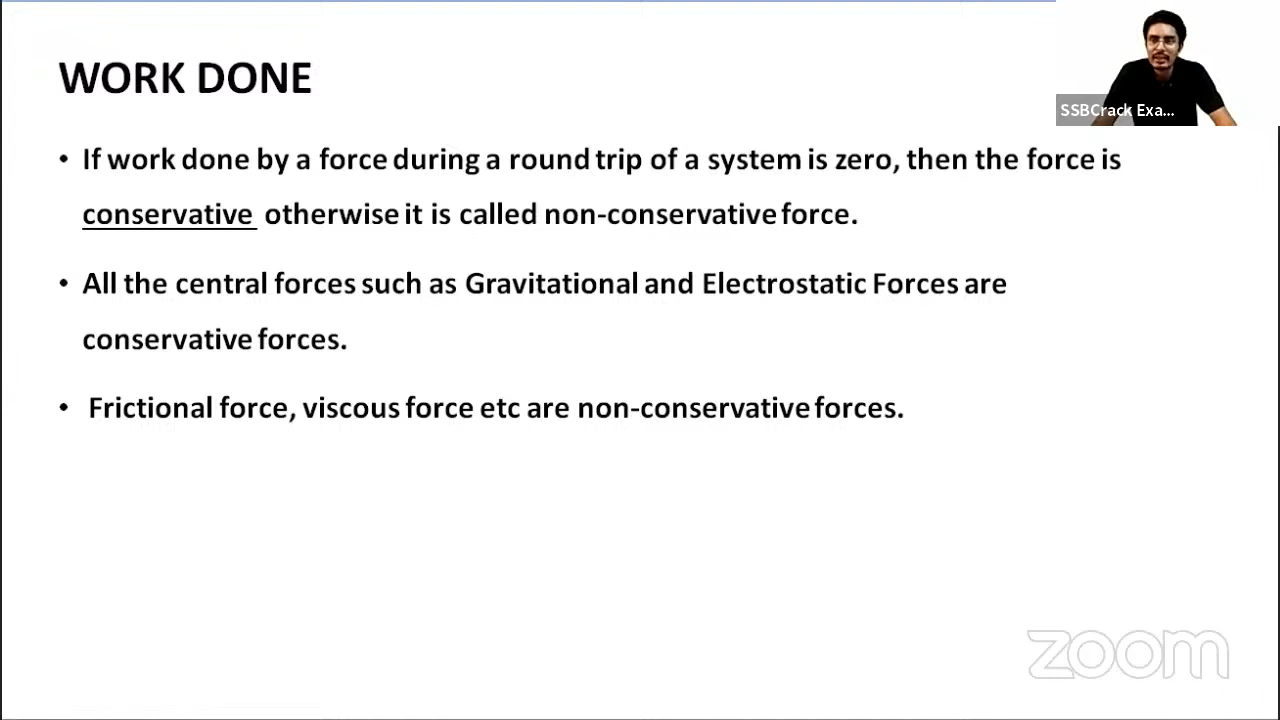 WORK DONE
SSBCrack Exa...
• If work done by a force during a round trip of a system is zero, then the force is
conservative otherwise it is called non-conservative force.
• All the central forces such as Gravitational and Electrostatic Forces are
conservative forces.
• Frictional force, viscous force etc are non-conservative forces.
zoom